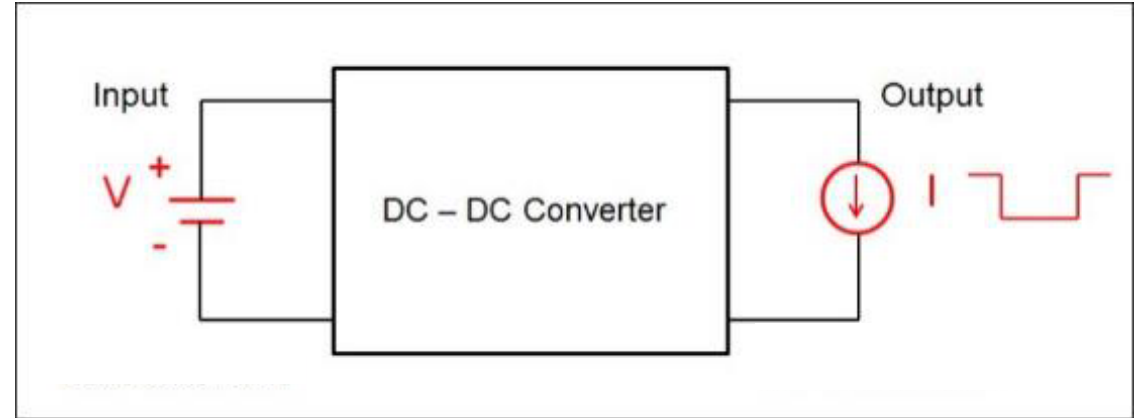 Input
Output
V
+
-
DC – DC Converter
I